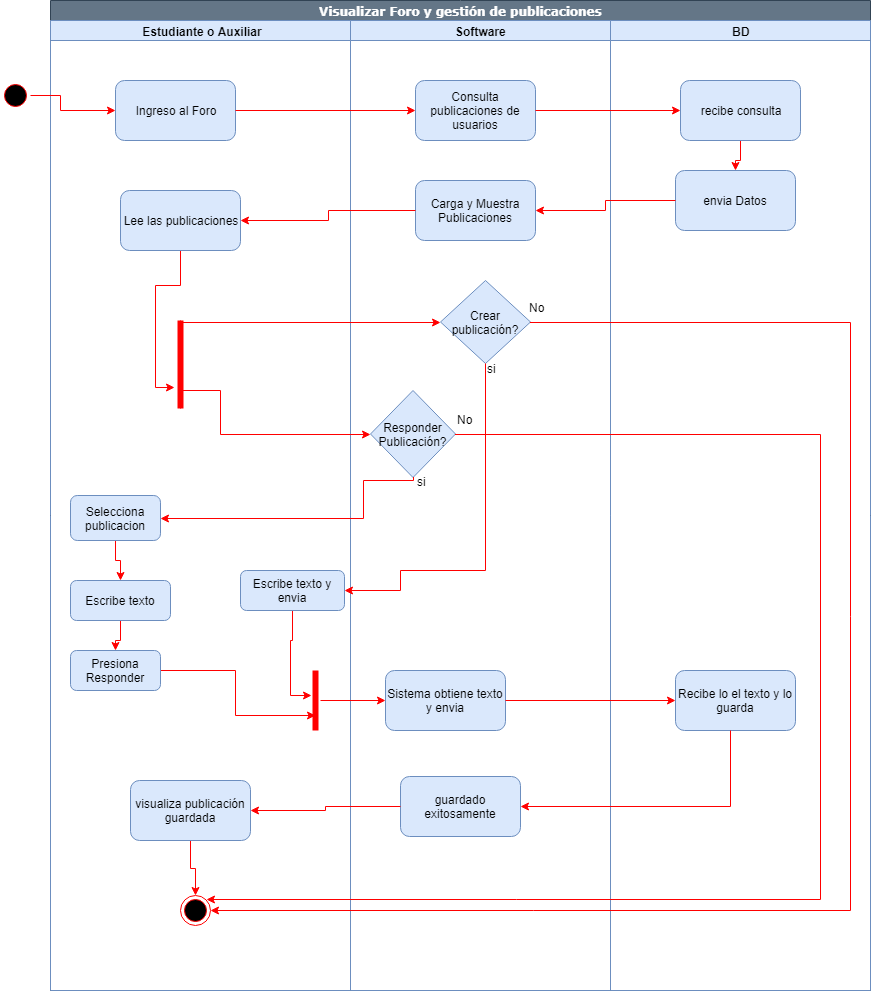 Visualizar Foro y gestión de publicaciones
Estudiante o Auxiliar
Software
BD
Ingreso al Foro
Consulta
publicaciones de
usuarios
recibe consulta
envia Datos
Carga y Muestra
Publicaciones
Lee las publicaciones
Crear
publicación?
No
si
Responder
Publicación?
No
si
Selecciona
publicacion
Escribe texto
Escribe texto y
envia
Presiona
Responder
Sistema obtiene texto
y envia
Recibe lo el texto y lo
guarda
guardado
exitosamente
visualiza publicación
guardada